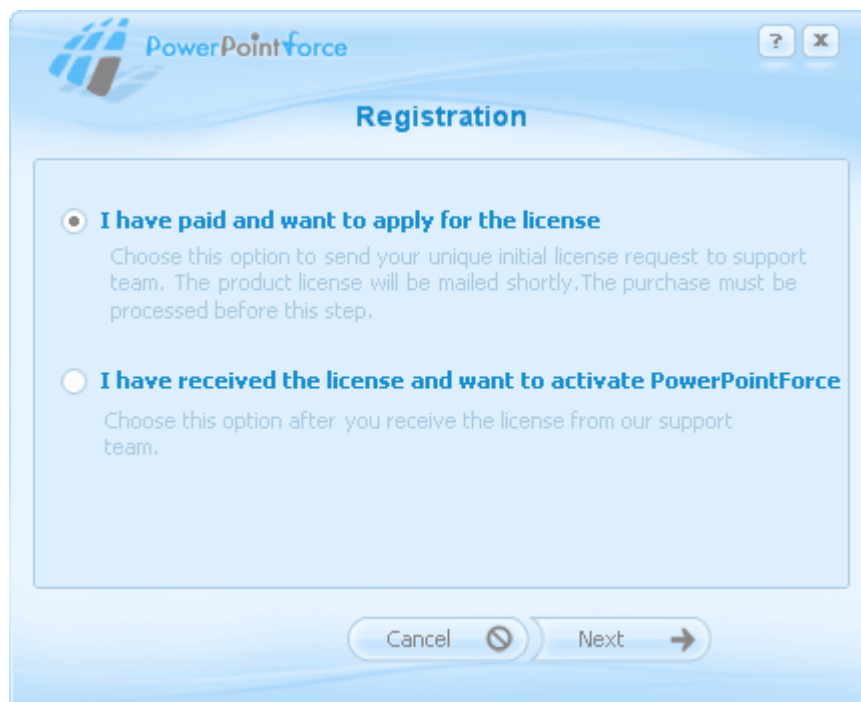 PowerPointforce
? X
Registration
I have paid and want to apply for the license
Choose this option to send your unique initial license request to support
team. The product license will be mailed shortly.The purchase must be
processed before this step.
I have received the license and want to activate PowerPointForce
Choose this option after you receive the license from our support
team.
Cancel Next